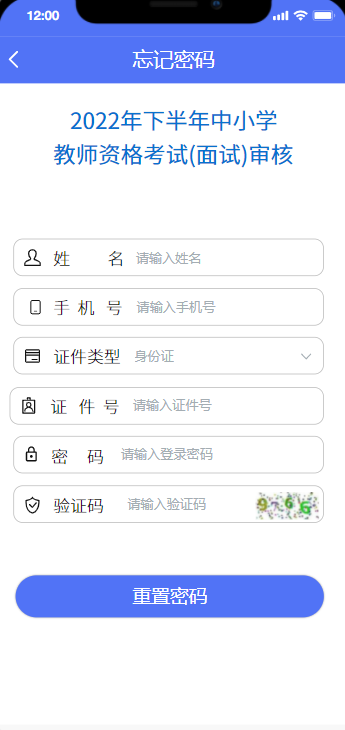 12:00
忘记密码
2022年下半年中小学
教师资格考试(面试)审核
姓 名 请输入姓名
手 机 号 请输入手机号
证件类型 身份证
证 件 号 请输入证件号
密 码 请输入登录密码
验证码 请输入验证码
重置密码